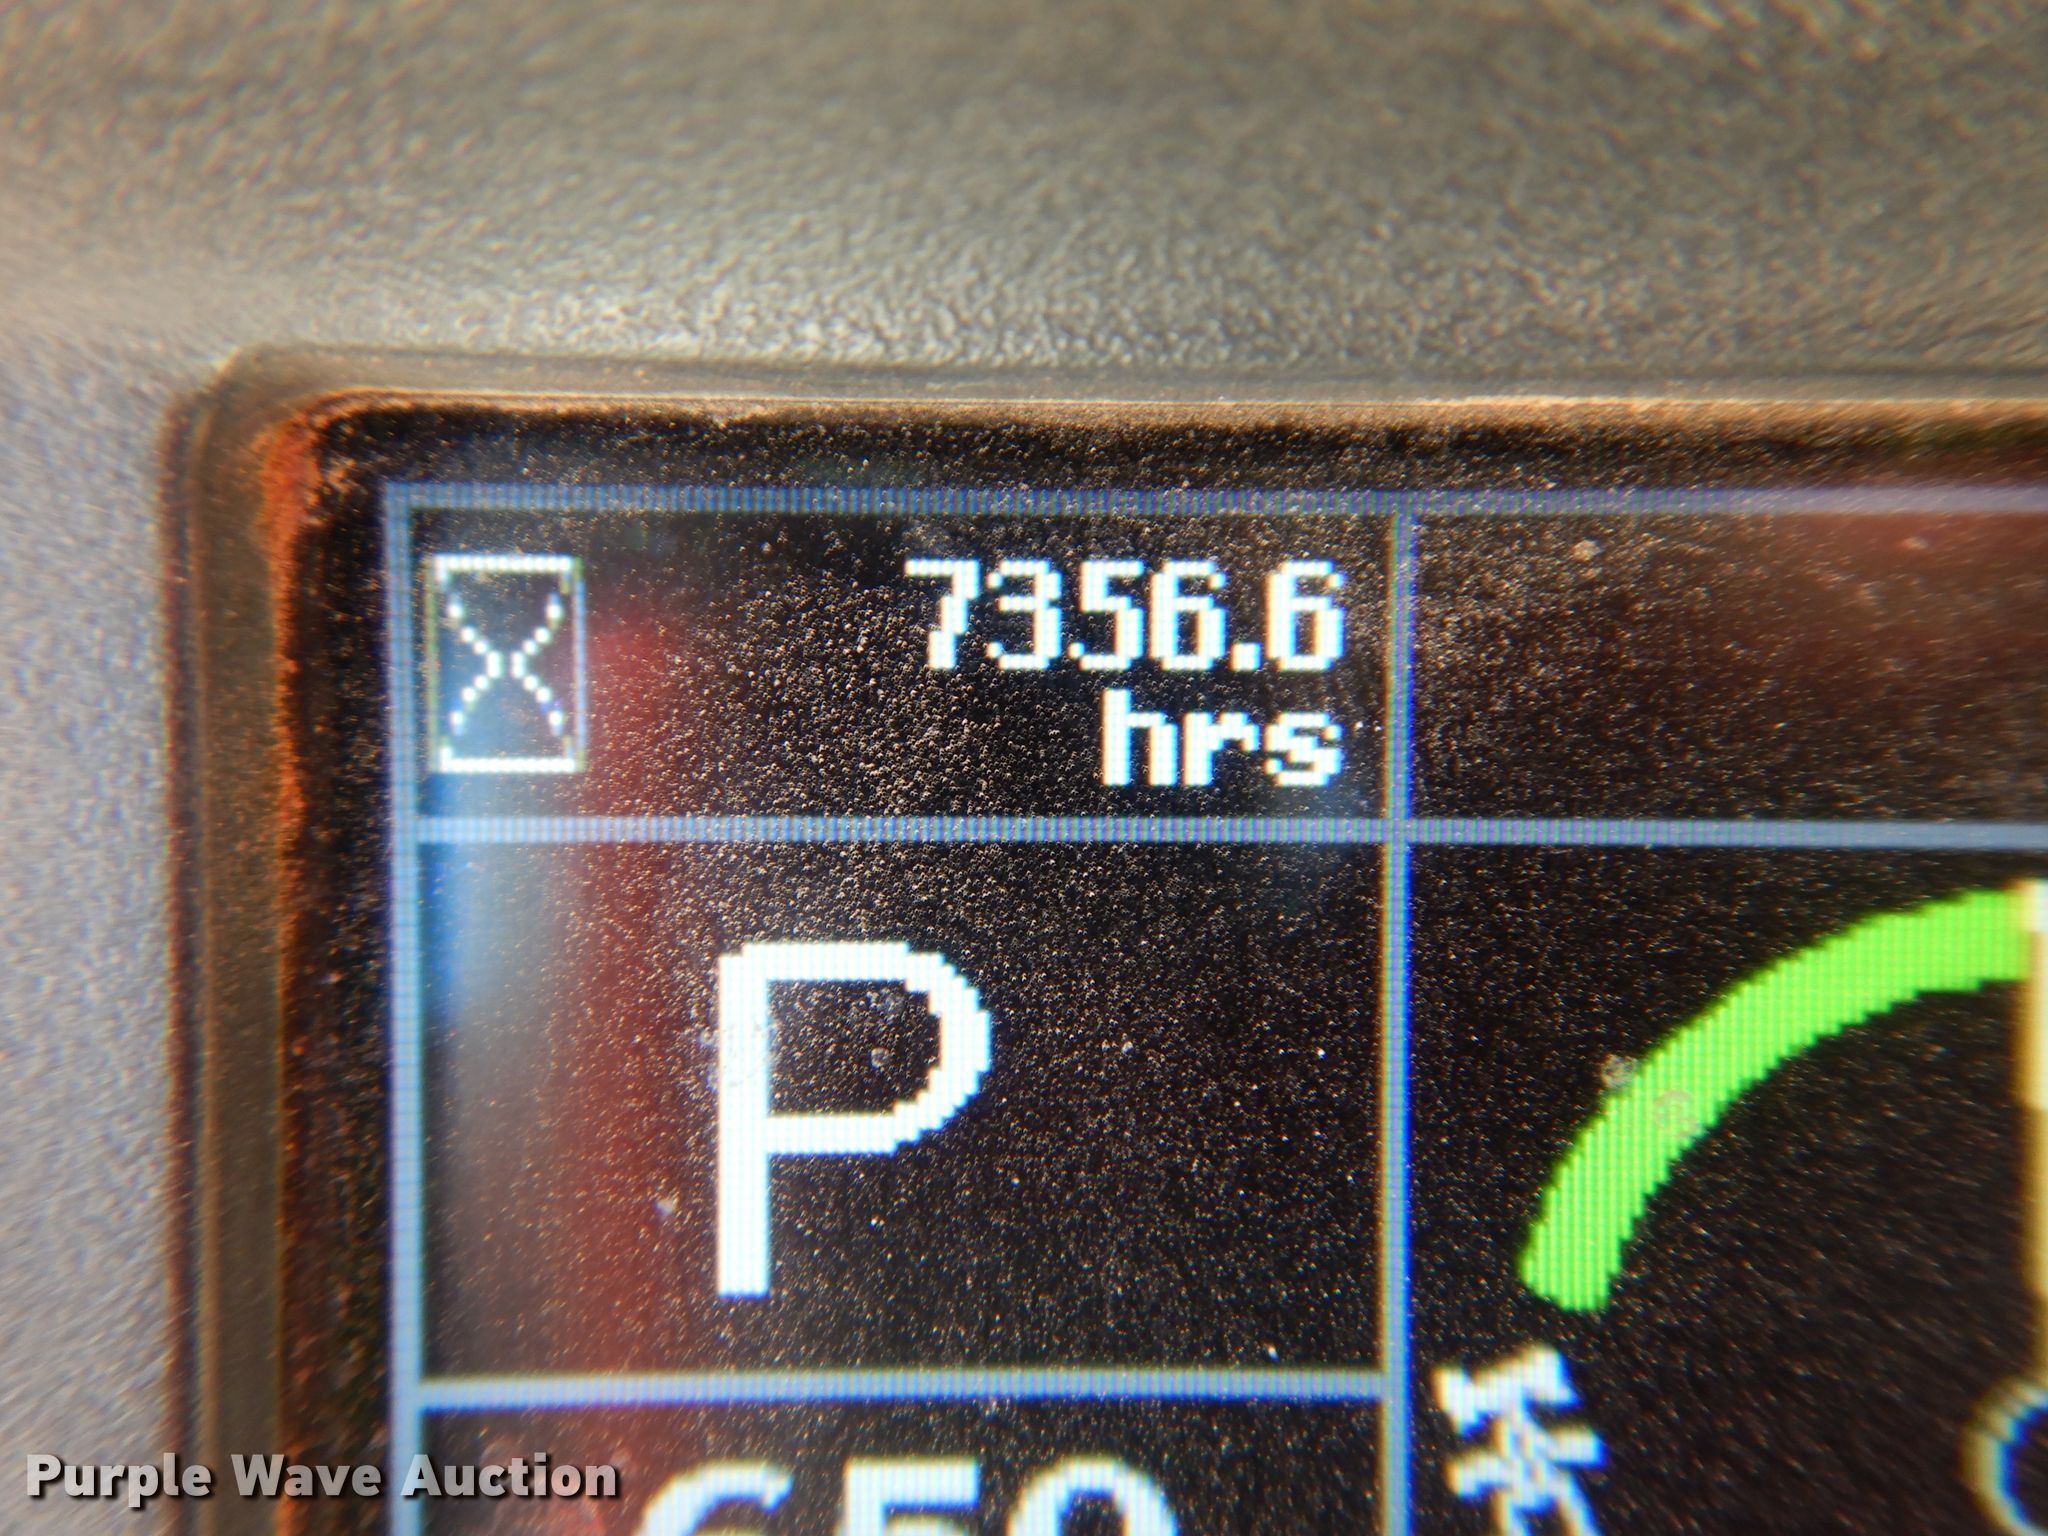 7356.6
hrs
P
Purple Wave Auction